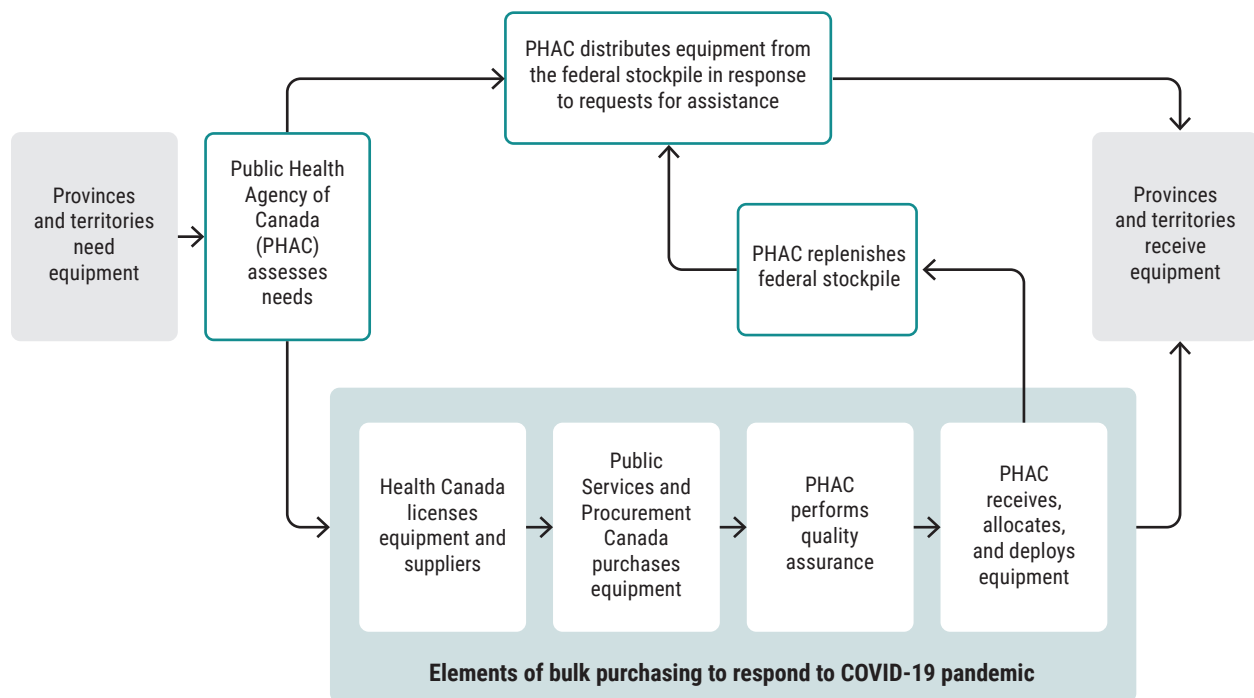 PHAC distributes equipment from
the federal stockpile in response
to requests for assistance
Provinces
and territories
need
equipment
Public Health
Agency of
Canada
(PHAC)
assesses
needs
PHAC replenishes
federal stockpile
Provinces
and territories
receive
equipment
Health Canada
licenses
equipment and
suppliers
Public
Services and
Procurement
Canada
purchases
equipment
PHAC
performs
quality
assurance
PHAC
receives,
allocates,
and deploys
equipment
Elements of bulk purchasing to respond to COVID-19 pandemic